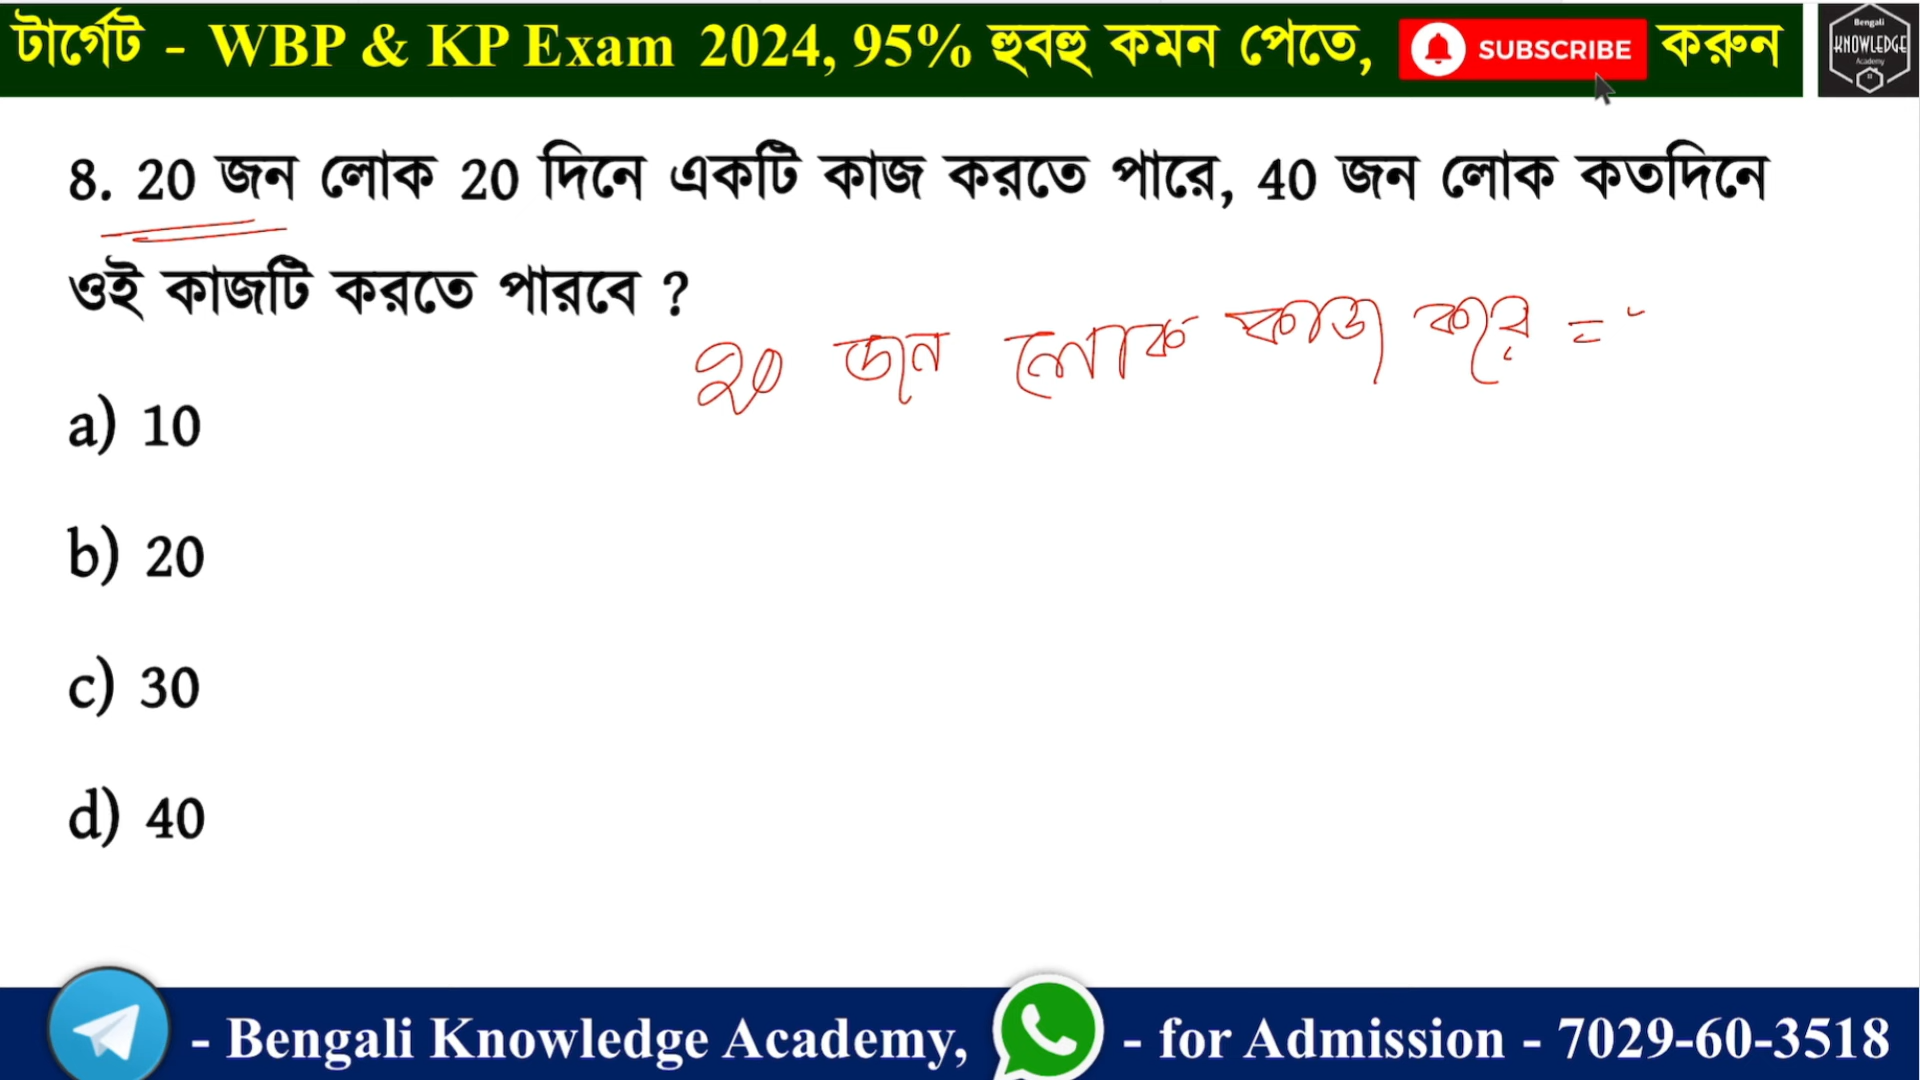 টার্গেট - WBP & KP Exam 2024, 95% হুবহু কমন পেতে, SUBSCRIBE করুন
Bengali
KNOWLEDGE
Academy
8. 20 জন লোক 20 দিনে একটি কাজ করতে পারে, 40 জন লোক কতদিনে
ওই কাজটি করতে পারবে ?
২০ জন লোক কাজ করে =
a) 10
b) 20
c) 30
d) 40
- Bengali Knowledge Academy, - for Admission - 7029-60-3518